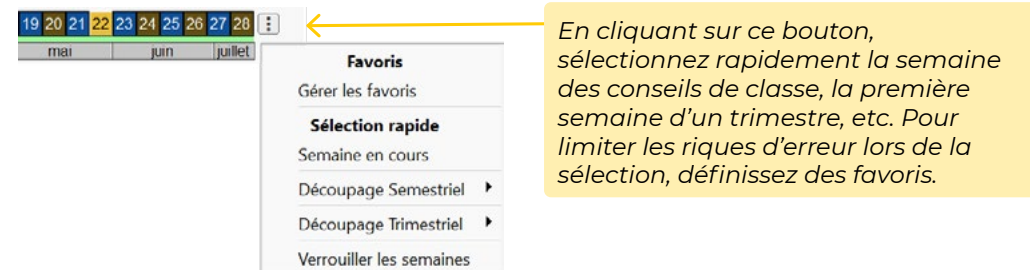 19 20 21 22 23 24 25 26 27 28
mai juin juillet
Favoris
Gérer les favoris
Sélection rapide
Semaine en cours
Découpage Semestriel
Découpage Trimestriel
Verrouiller les semaines
En cliquant sur ce bouton,
sélectionnez rapidement la semaine
des conseils de classe, la première
semaine d'un trimestre, etc. Pour
limiter les riques d'erreur lors de la
sélection, définissez des favoris.